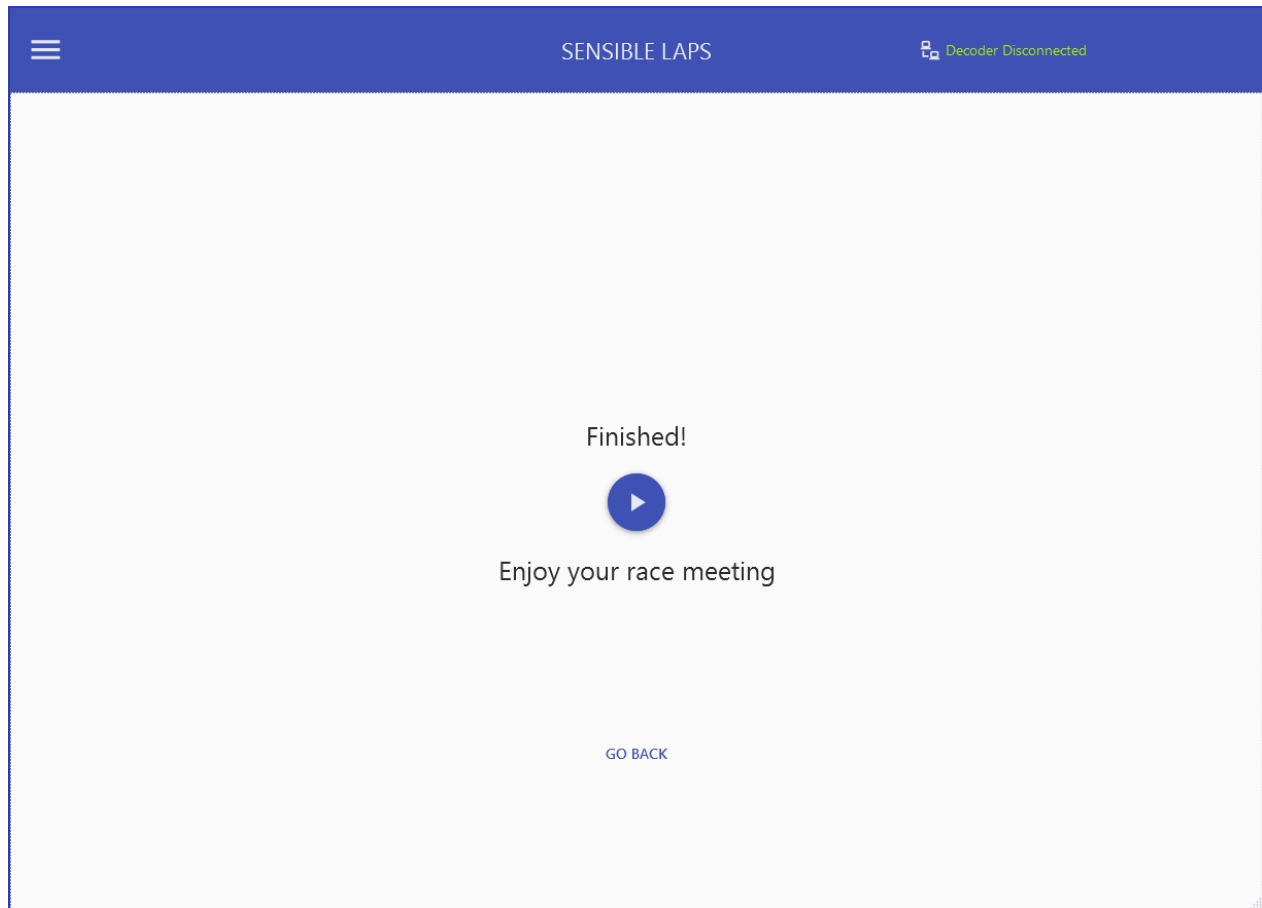 SENSIBLE LAPS
Decoder Disconnected
Finished!
Enjoy your race meeting
GO BACK